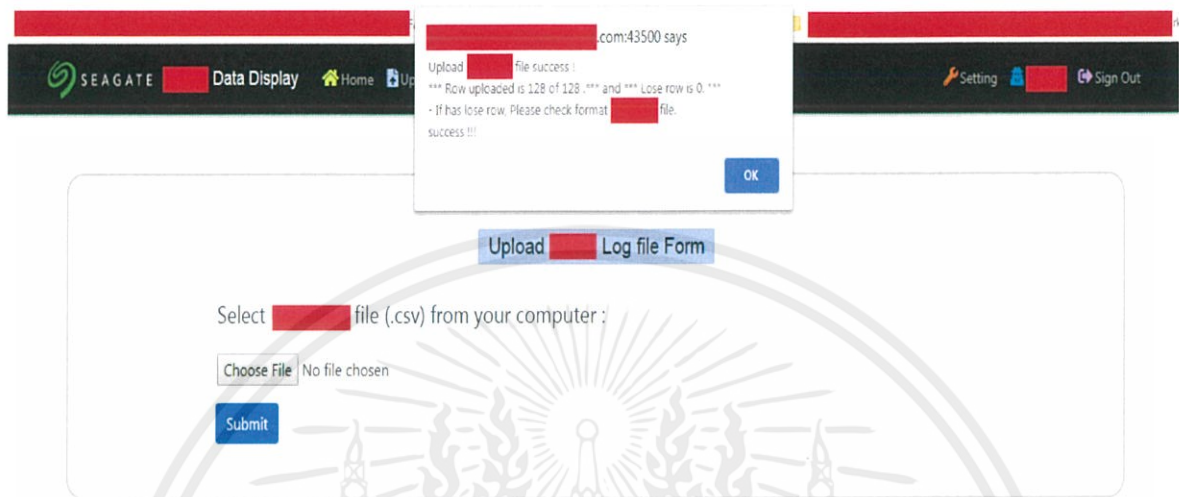 .com:43500 says
SEAGATE Data Display Home Up
Setting Sign Out
Upload file success !
*** Row uploaded is 128 of 128 .*** and *** Lose row is 0. ***
- If has lose row, Please check format file.
success !!!
OK
Upload Log file Form
Select file (.csv) from your computer :
Choose File No file chosen
Submit